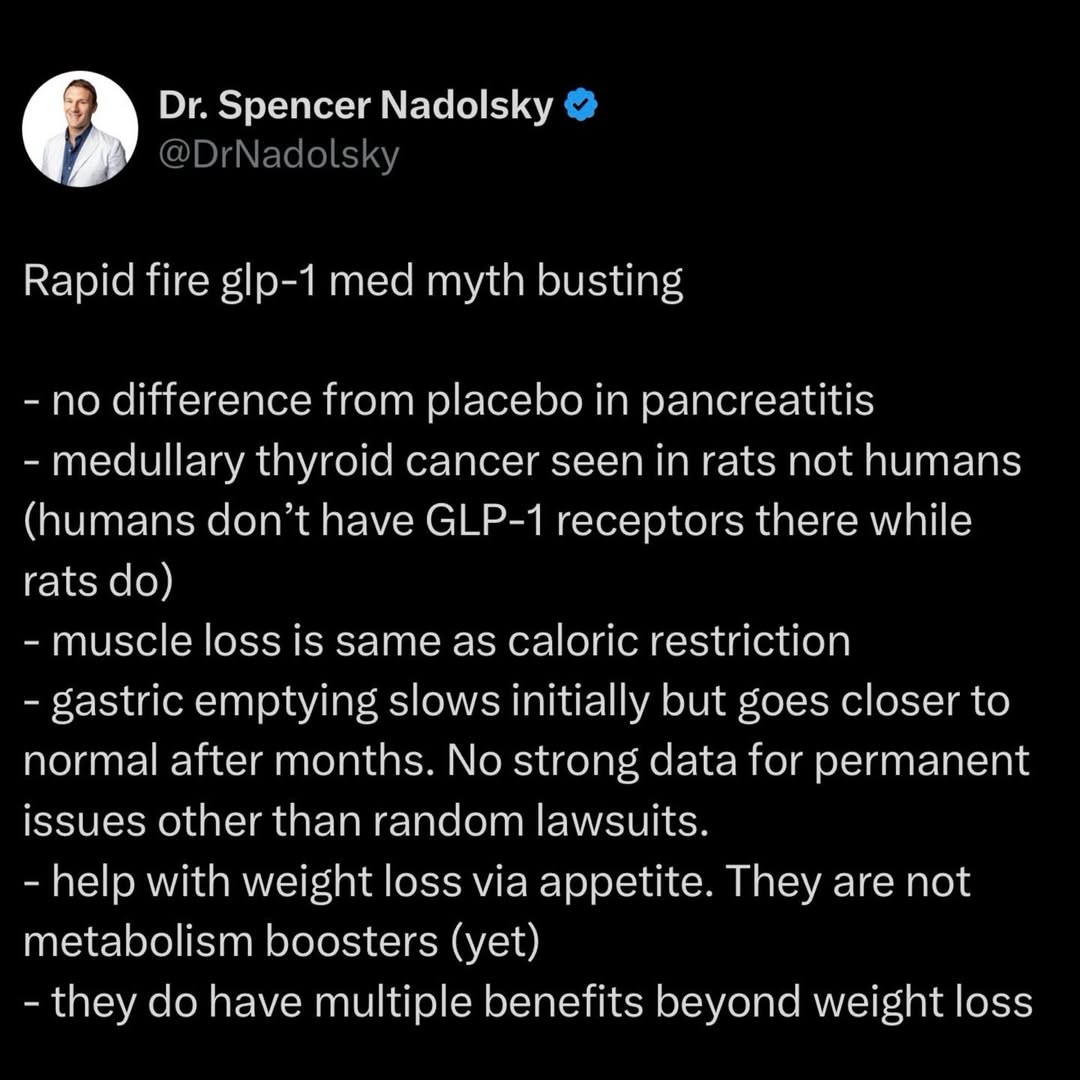 Dr. Spencer Nadolsky
@DrNadolsky
Rapid fire glp-1 med myth busting
- no difference from placebo in pancreatitis
- medullary thyroid cancer seen in rats not humans
(humans don’t have GLP-1 receptors there while
rats do)
- muscle loss is same as caloric restriction
- gastric emptying slows initially but goes closer to
normal after months. No strong data for permanent
issues other than random lawsuits.
- help with weight loss via appetite. They are not
metabolism boosters (yet)
- they do have multiple benefits beyond weight loss